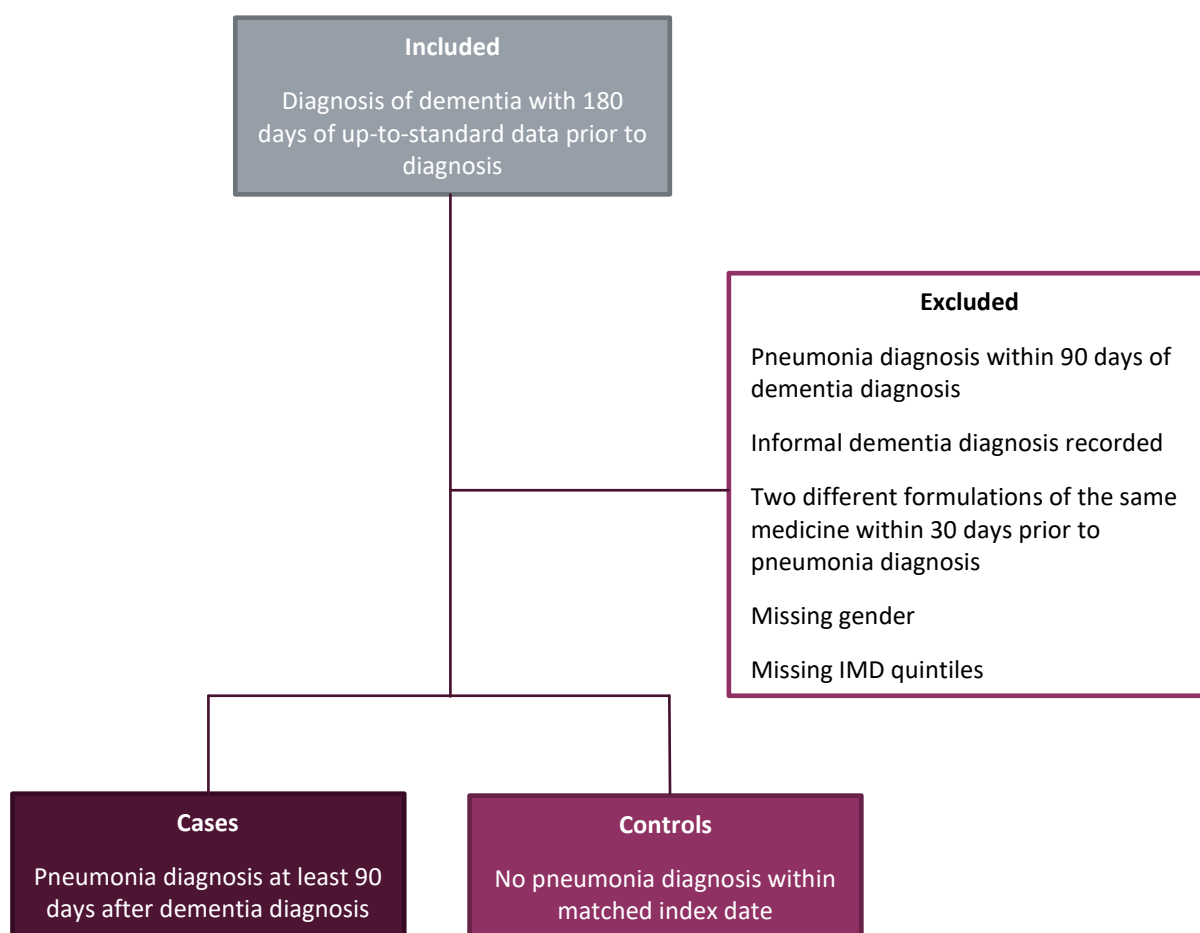 Included
Diagnosis of dementia with 180
days of up-to-standard data prior to
diagnosis
Excluded
Pneumonia diagnosis within 90 days of
dementia diagnosis
Informal dementia diagnosis recorded
Two different formulations of the same
medicine within 30 days prior to
pneumonia diagnosis
Missing gender
Missing IMD quintiles
Cases
Pneumonia diagnosis at least 90
days after dementia diagnosis
Controls
No pneumonia diagnosis within
matched index date